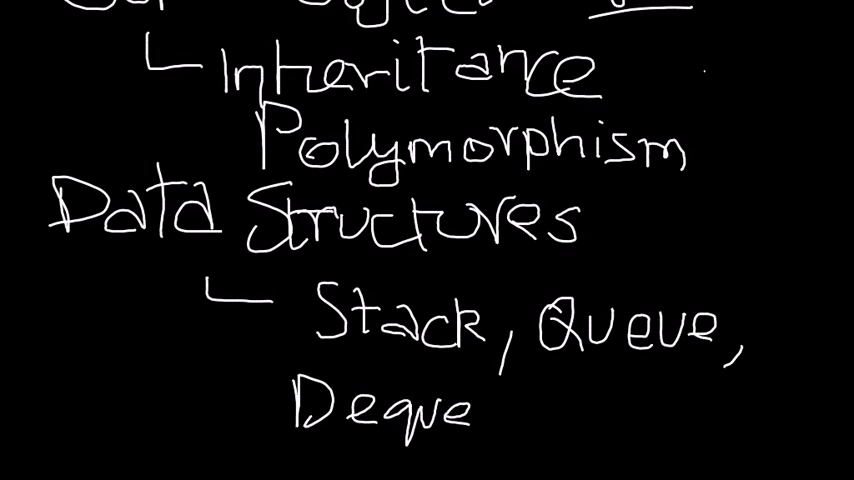 Inheritance
Polymorphism
Data Structures
Stack, Queue,
Deque